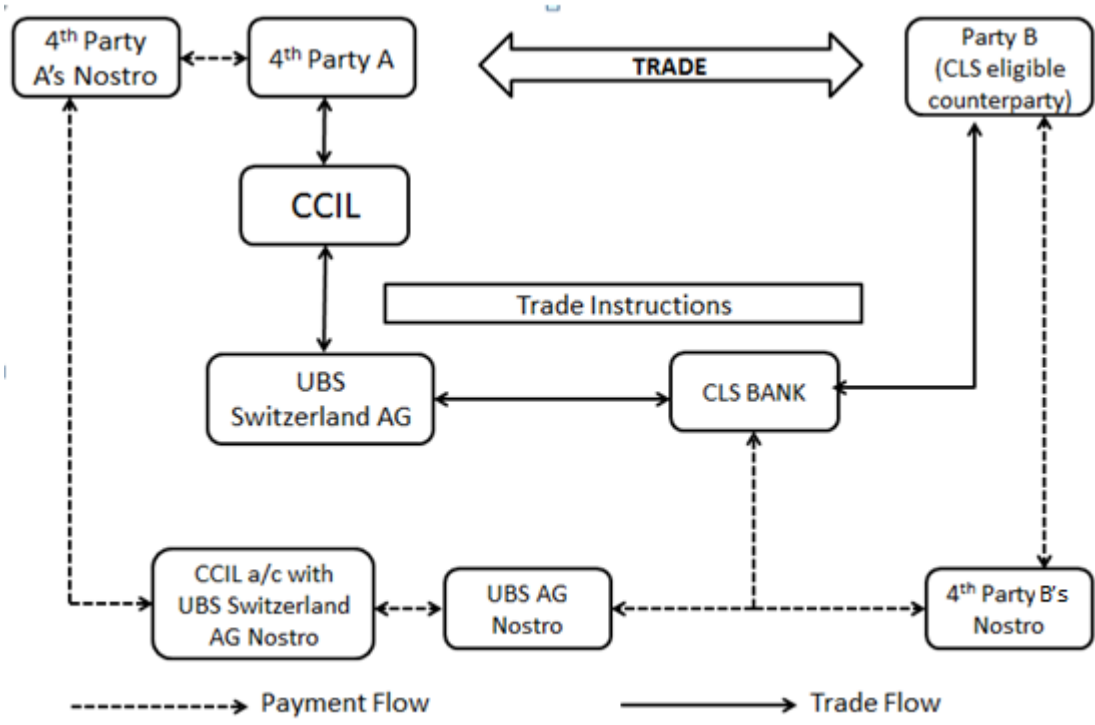 4th Party
A's Nostro
4th Party A
TRADE
Party B
(CLS eligible
counterparty)
CCIL
Trade Instructions
UBS
Switzerland AG
CLS BANK
CCIL a/c with
UBS Switzerland
AG Nostro
UBS AG
Nostro
4th Party B's
Nostro
Payment Flow
Trade Flow